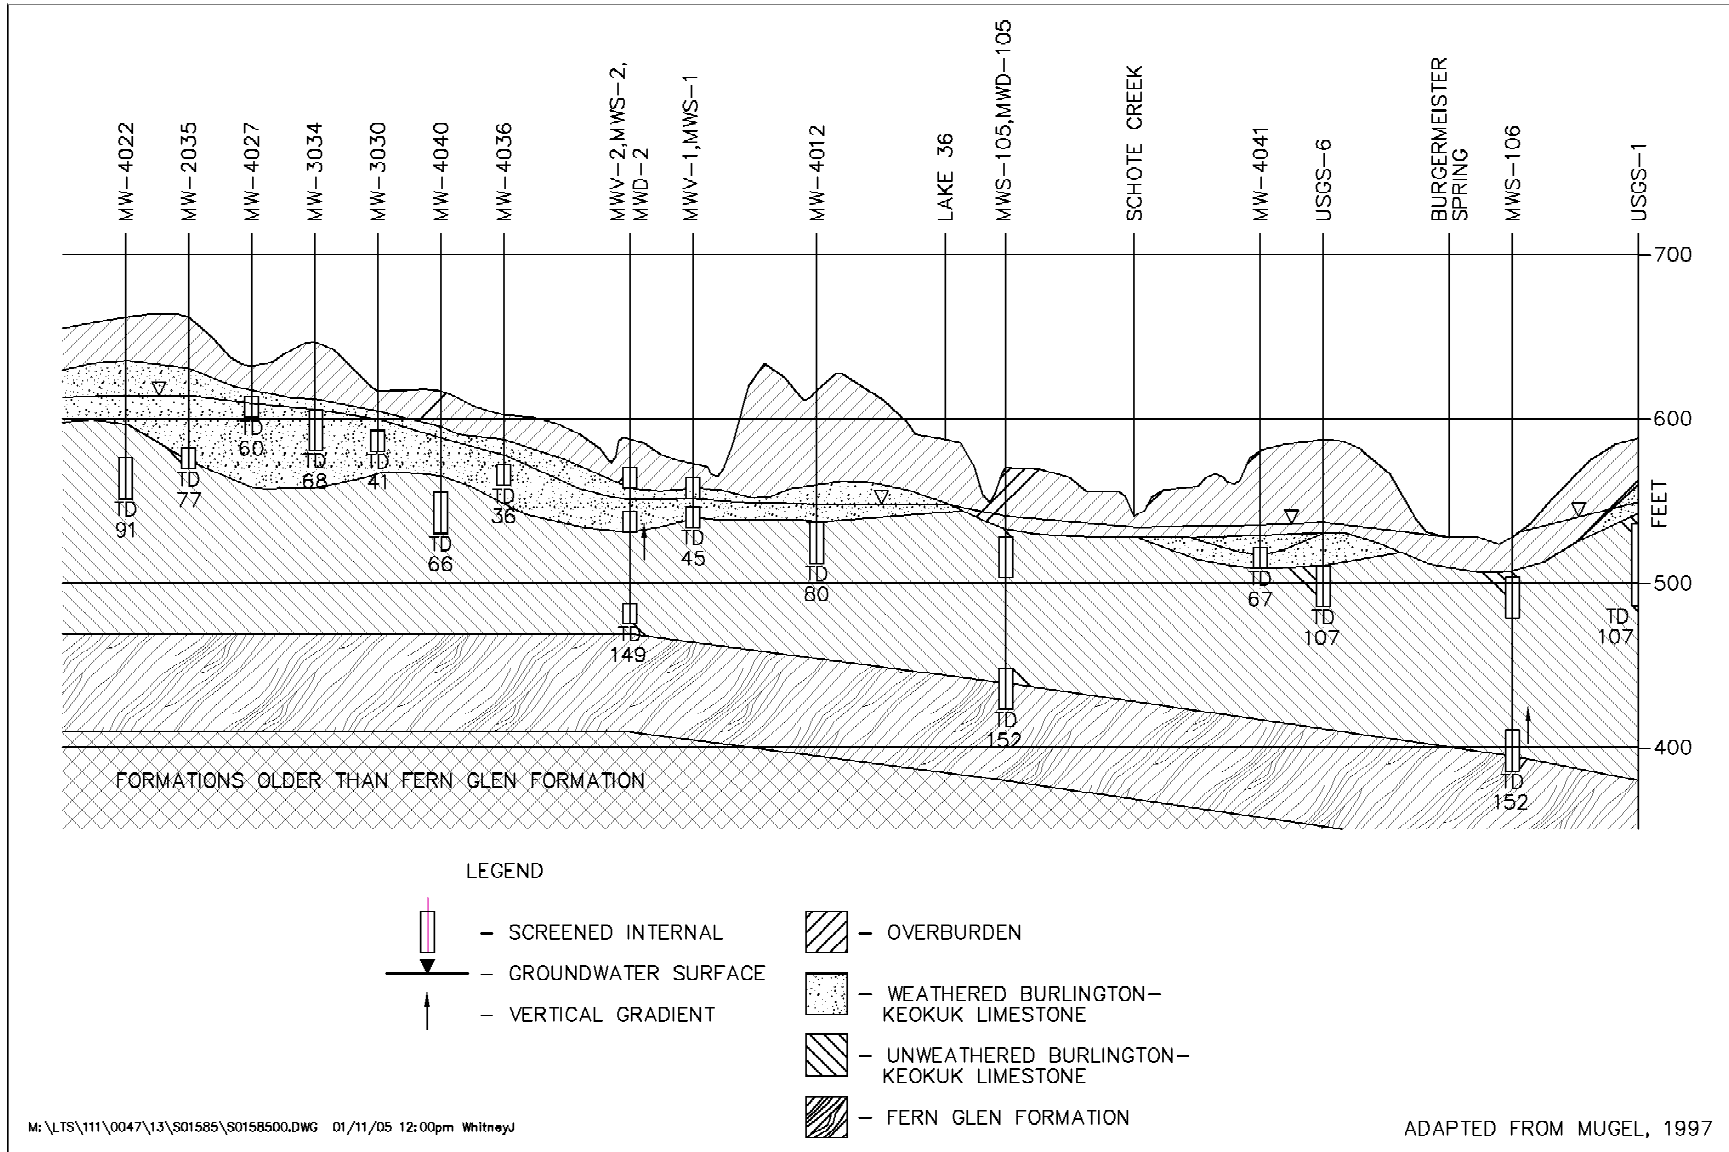 MW-4022
MW-2035
MW-4027
MW-3034
MW-3030
MW-4040
MW-4036
MWV-2,MWS-2,
MWD-2
MWV-1,MWS-1
MW-4012
LAKE 36
MWS-105,MWD-105
SCHOTE CREEK
MW-4041
USGS-6
BURGERMEISTER
SPRING
MWS-106
USGS-1
700
600
FEET
500
400
TD
91
TD
77
TD
60
TD
68
TD
41
TD
66
TD
36
TD
149
TD
45
TD
80
TD
152
TD
67
TD
107
TD
152
TD
107
FORMATIONS OLDER THAN FERN GLEN FORMATION
LEGEND
- SCREENED INTERNAL
- GROUNDWATER SURFACE
- VERTICAL GRADIENT
- OVERBURDEN
- WEATHERED BURLINGTON-
KEOKUK LIMESTONE
- UNWEATHERED BURLINGTON-
KEOKUK LIMESTONE
- FERN GLEN FORMATION
M:\LTS\111\0047\13\S01585\S0158500.DWG 01/11/05 12:00pm WhitneyJ
ADAPTED FROM MUGEL, 1997